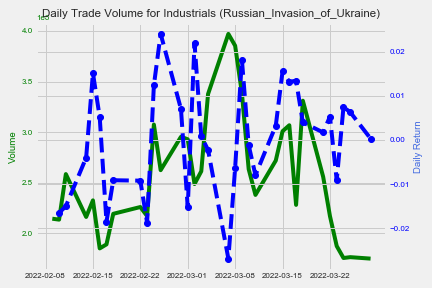 Daily Trade Volume for Industrials (Russian_Invasion_of_Ukraine)
4.0
3.5
3.0
2.5
2.0
Volume
0.02
0.01
0.00
−0.01
−0.02
Daily Return
2022-02-08 2022-02-15 2022-02-22 2022-03-01 2022-03-08 2022-03-15 2022-03-22